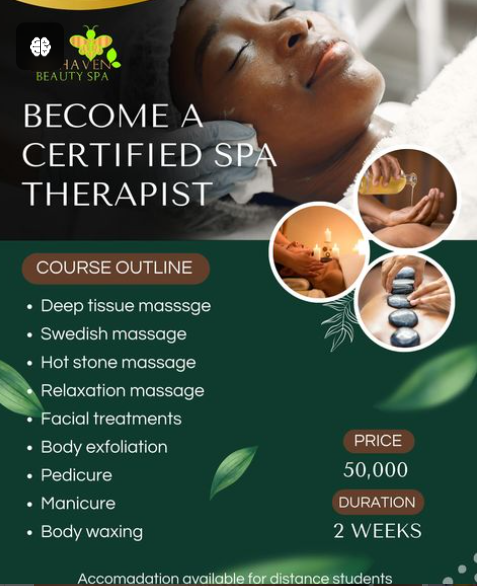 HAVEN
BEAUTY SPA
BECOME A
CERTIFIED SPA
THERAPIST
COURSE OUTLINE
• Deep tissue masssge
• Swedish massage
• Hot stone massage
• Relaxation massage
• Facial treatments
• Body exfoliation
• Pedicure
• Manicure
• Body waxing
PRICE
50,000
DURATION
2 WEEKS
Accomadation available for distance students